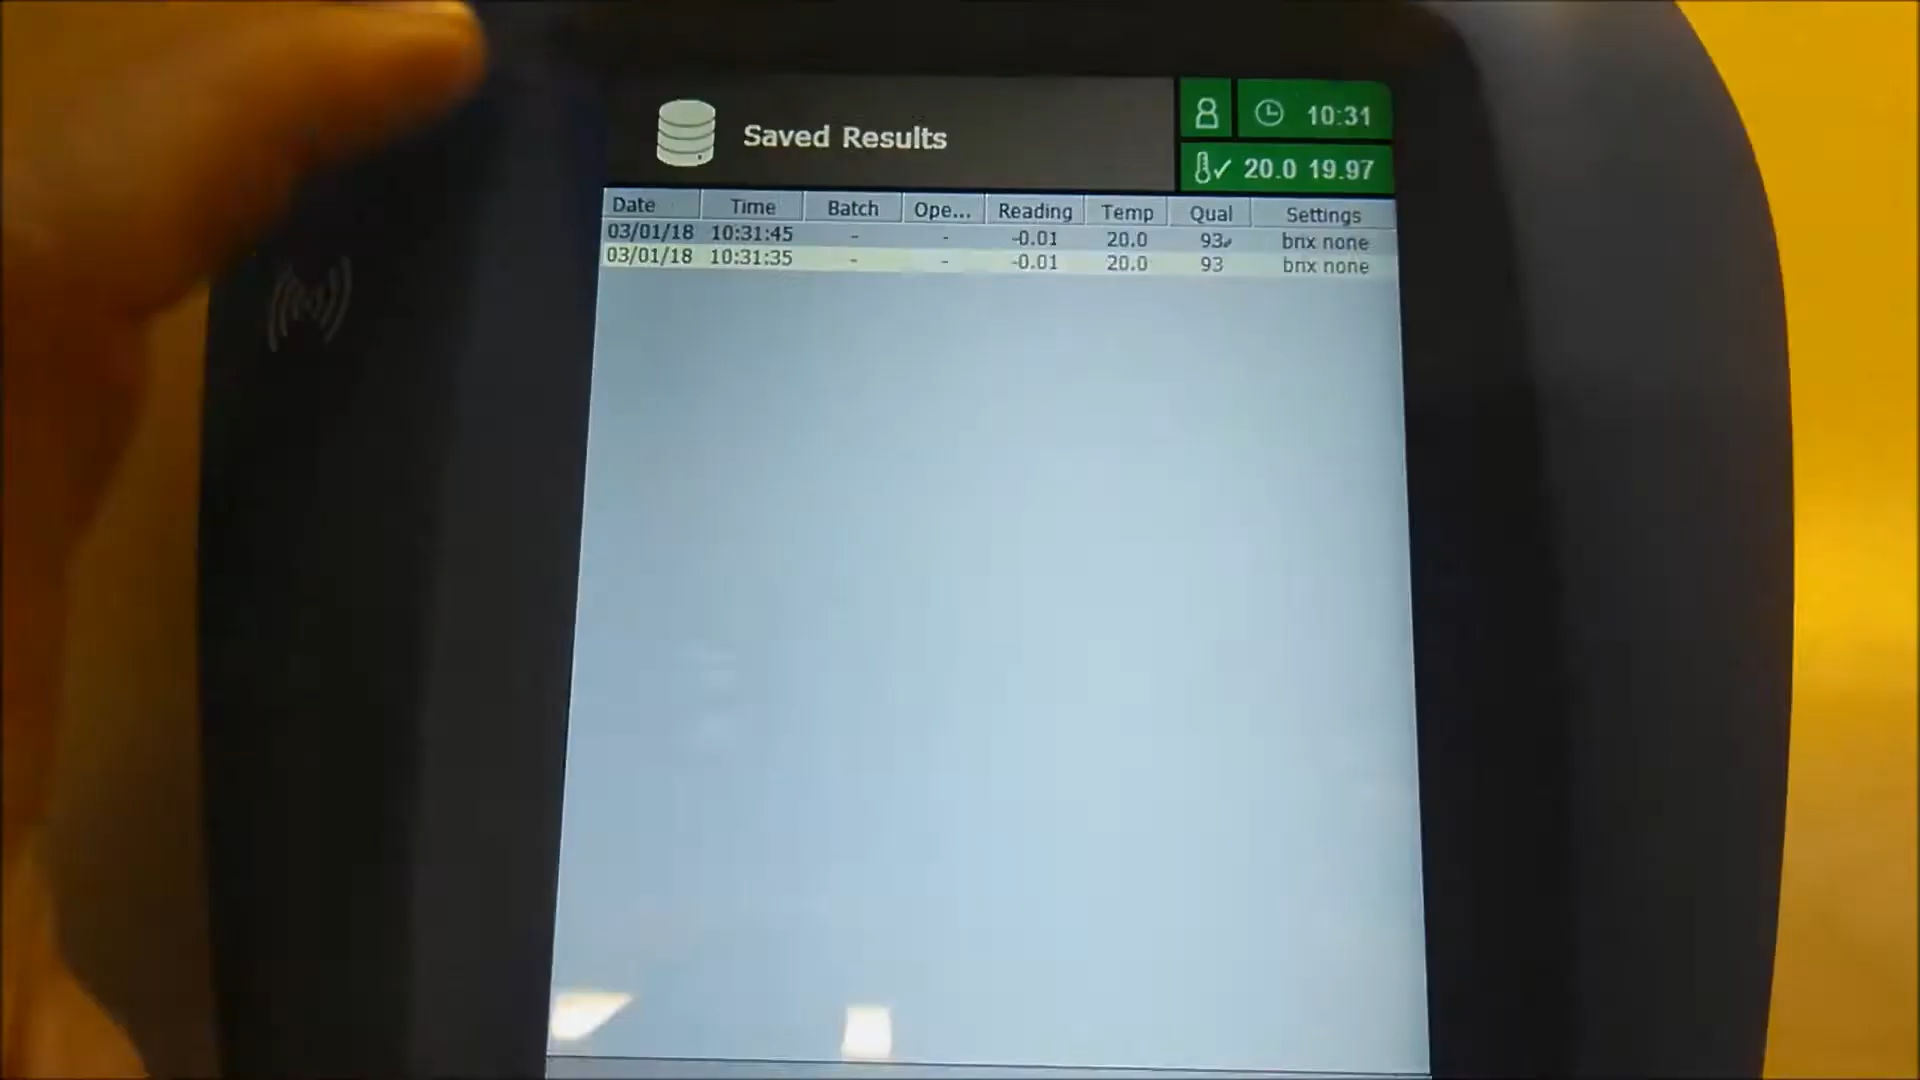 Saved Results
10:31
20.0 19.97
Date Time Batch Ope... Reading Temp Qual Settings
03/01/18 10:31:45 - - -0.01 20.0 93 brix none
03/01/18 10:31:35 - - -0.01 20.0 93 brix none